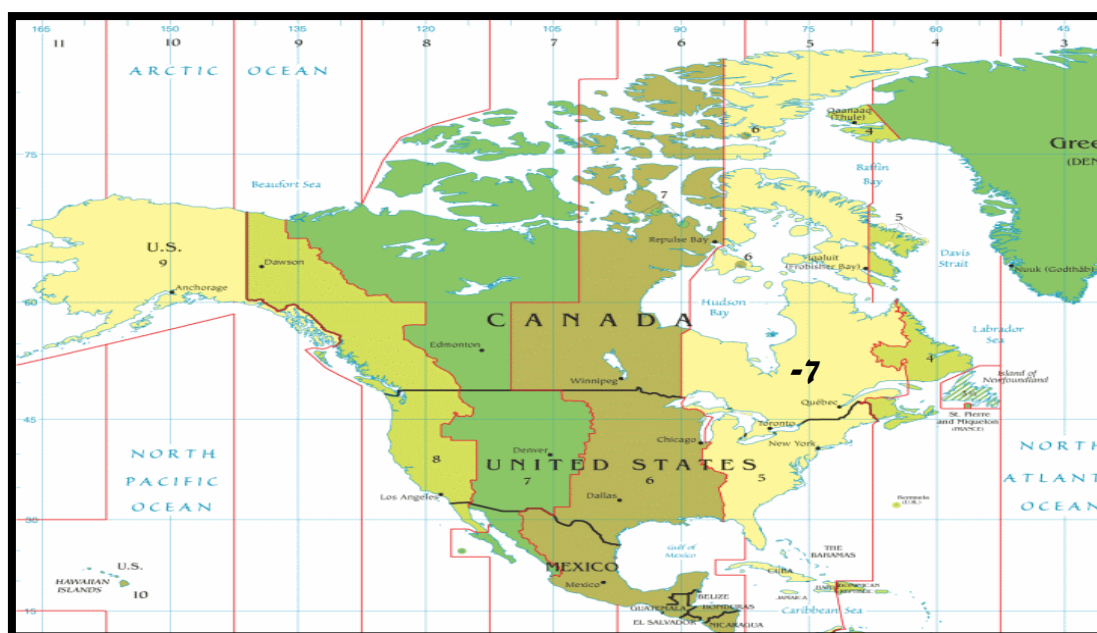 165
150
135
120
105
90
75
60
45
11
10
9
8
7
6
5
4
3
ARCTIC OCEAN
Qaanaaq
(Thule)
4
6
Gree
(DEN
75
Baffin
Bay
Beaufort Sea
7
5
U.S.
9
Repulse Bay
Dawson
6
Iqaluit
(Frobisher Bay)
Davis
Strait
Nuuk (Godthåb)
Anchorage
60
Hudson
Bay
CANADA
Labrador
Sea
Edmonton
4
-7
Winnipeg
Island of
Newfoundland
Québec
45
St. Pierre
and Miquelon
(FRANCE)
Toronto
Chicago
New York
NORTH
PACIFIC
OCEAN
Denver
8
UNITED STATES
7
6
5
NORTH
ATLANT
OCEAN
Los Angeles
Dallas
Bermuda
(U.K.)
30
Gulf of
Mexico
THE
BAHAMAS
U.S.
HAWAIIAN
ISLANDS
10
MEXICO
CUBA
Mexico
BELIZE
JAMAICA
DOMINICAN
REPUBLIC
15
GUATEMALA
HONDURAS
Caribbean Sea
EL SALVADOR
NICARAGUA